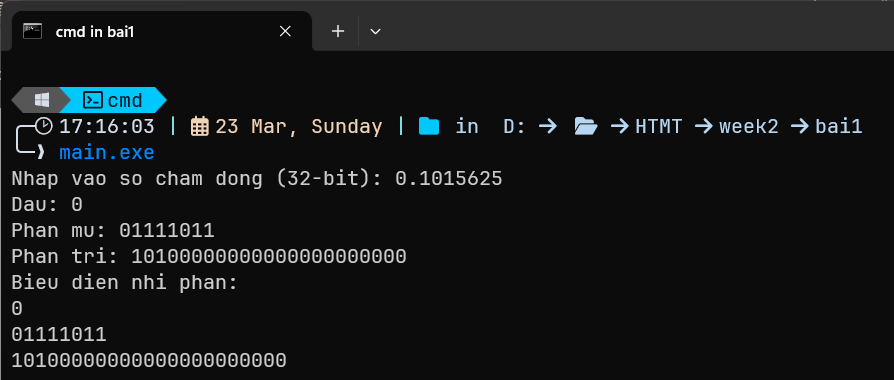 cmd in bai1
cmd
17:16:03 | 23 Mar, Sunday | in D: → → HTMT → week2 → bai1
❱ main.exe
Nhap vao so cham dong (32-bit): 0.1015625
Dau: 0
Phan mu: 01111011
Phan tri: 10100000000000000000000
Bieu dien nhi phan:
0
01111011
10100000000000000000000